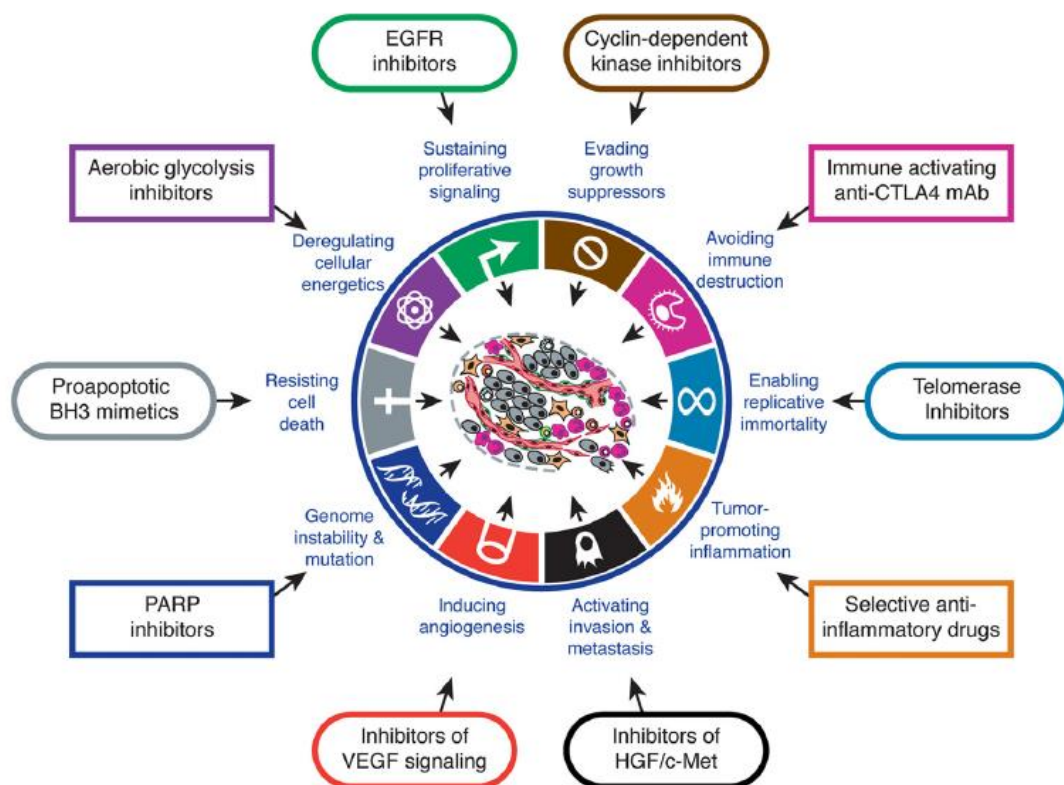 EGFR
inhibitors
Cyclin-dependent
kinase inhibitors
Sustaining
proliferative
signaling
Evading
growth
suppressors
Aerobic glycolysis
inhibitors
Immune activating
anti-CTLA4 mAb
Deregulating
cellular
energetics
Avoiding
immune
destruction
Proapoptotic
BH3 mimetics
Resisting
cell
death
Enabling
replicative
immortality
Telomerase
Inhibitors
Genome
instability &
mutation
Tumor-
promoting
inflammation
PARP
inhibitors
Inducing
angiogenesis
Activating
invasion &
metastasis
Selective anti-
inflammatory drugs
Inhibitors of
VEGF signaling
Inhibitors of
HGF/c-Met